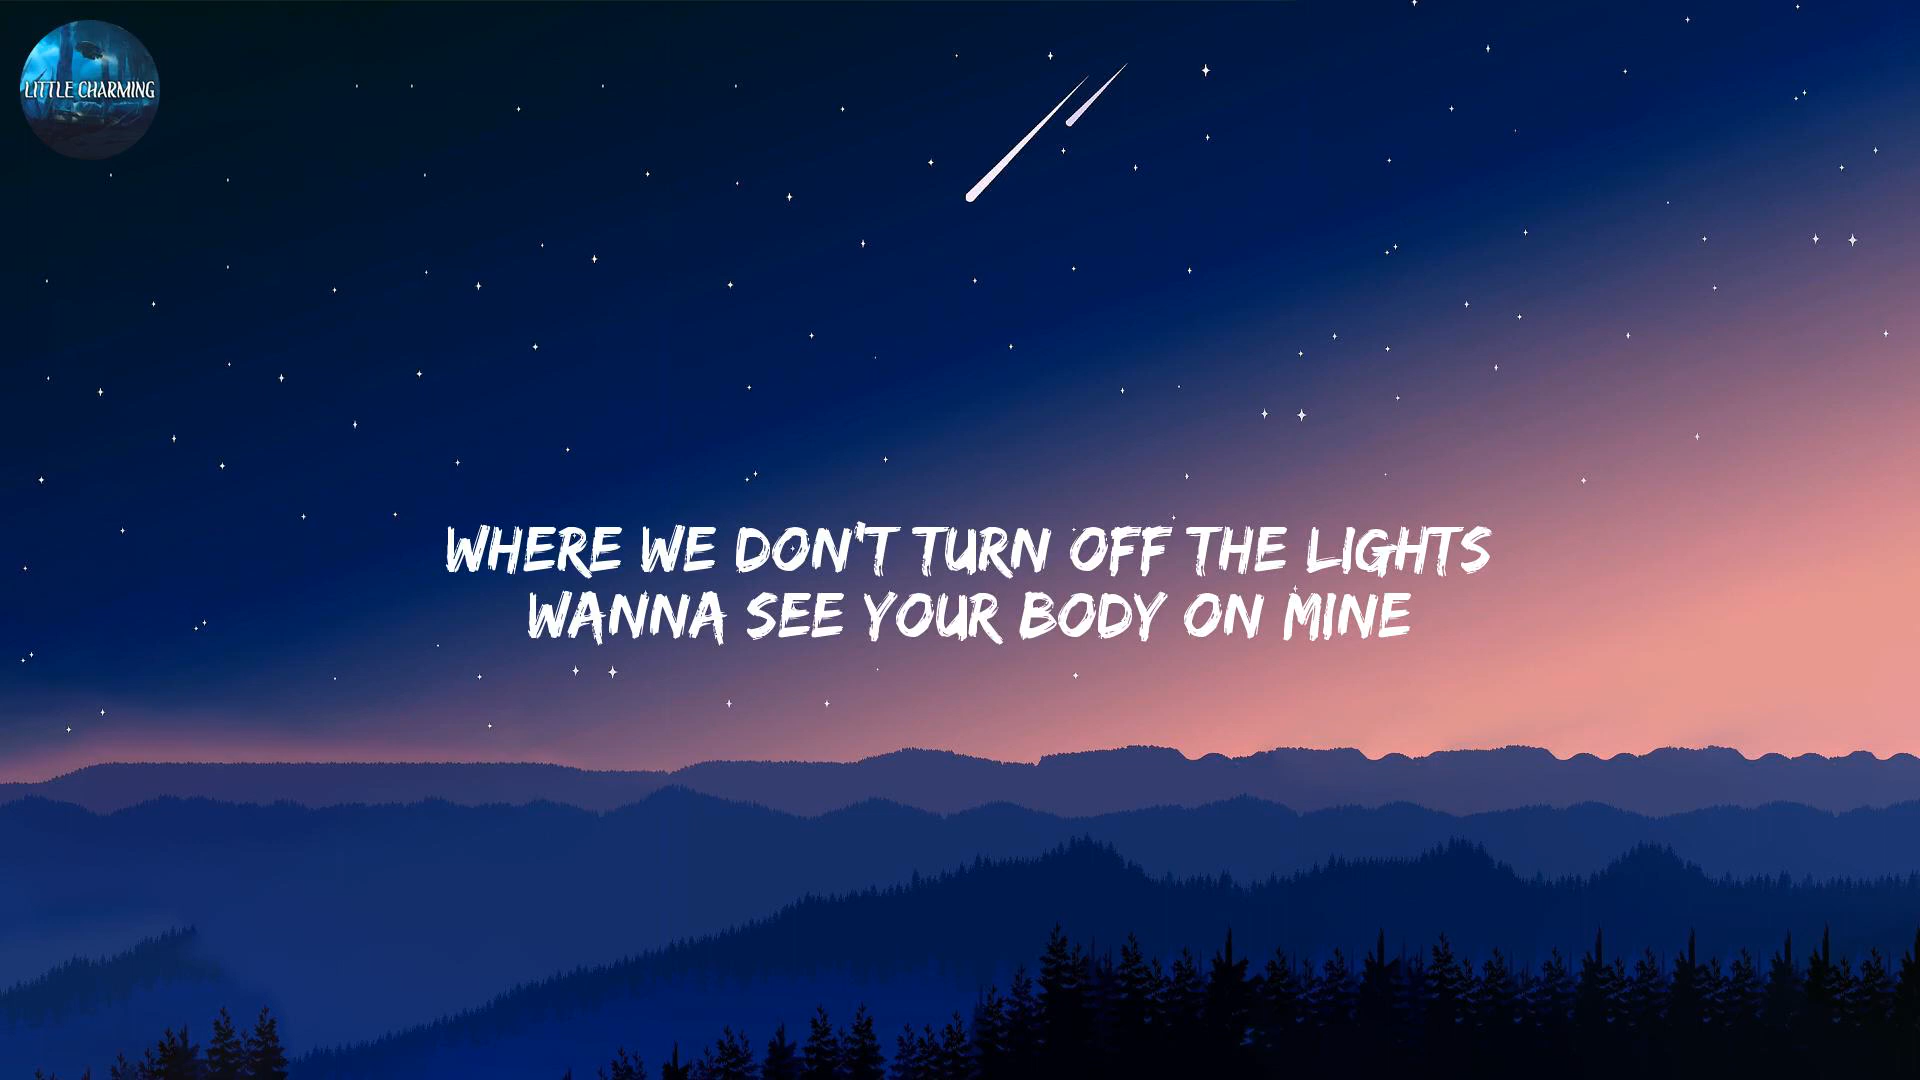 LITTLE CHARMING
WHERE WE DON'T TURN OFF THE LIGHTS
WANNA SEE YOUR BODY ON MINE